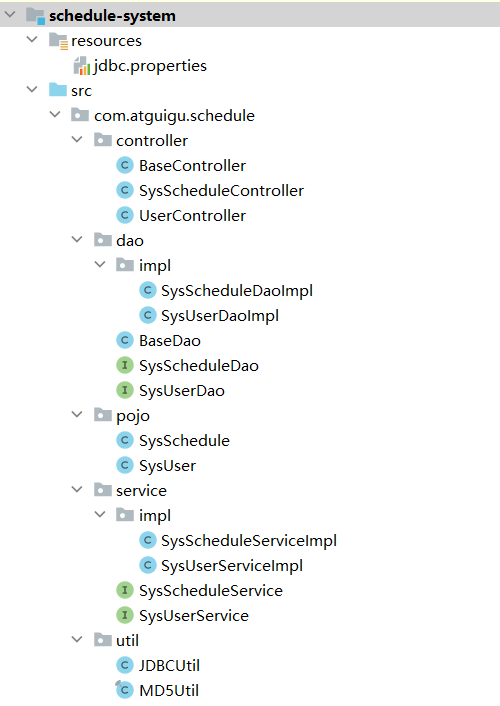 schedule-system
resources
jdbc.properties
src
com.atguigu.schedule
controller
C BaseController
C SysScheduleController
C UserController
dao
impl
C SysScheduleDaoImpl
C SysUserDaoImpl
C BaseDao
I SysScheduleDao
I SysUserDao
pojo
C SysSchedule
C SysUser
service
impl
C SysScheduleServiceImpl
C SysUserServiceImpl
I SysScheduleService
I SysUserService
util
C JDBCUtil
C MD5Util